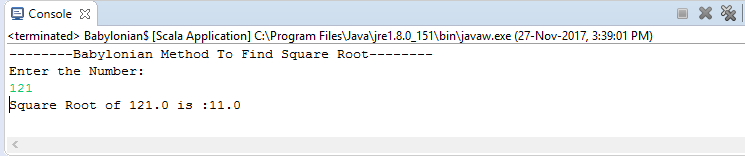 Console
<terminated> Babylonian$ [Scala Application] C:\Program Files\Java\jre1.8.0_151\bin\javaw.exe (27-Nov-2017, 3:39:01 PM)
--------Babylonian Method To Find Square Root--------
Enter the Number:
121
Square Root of 121.0 is :11.0